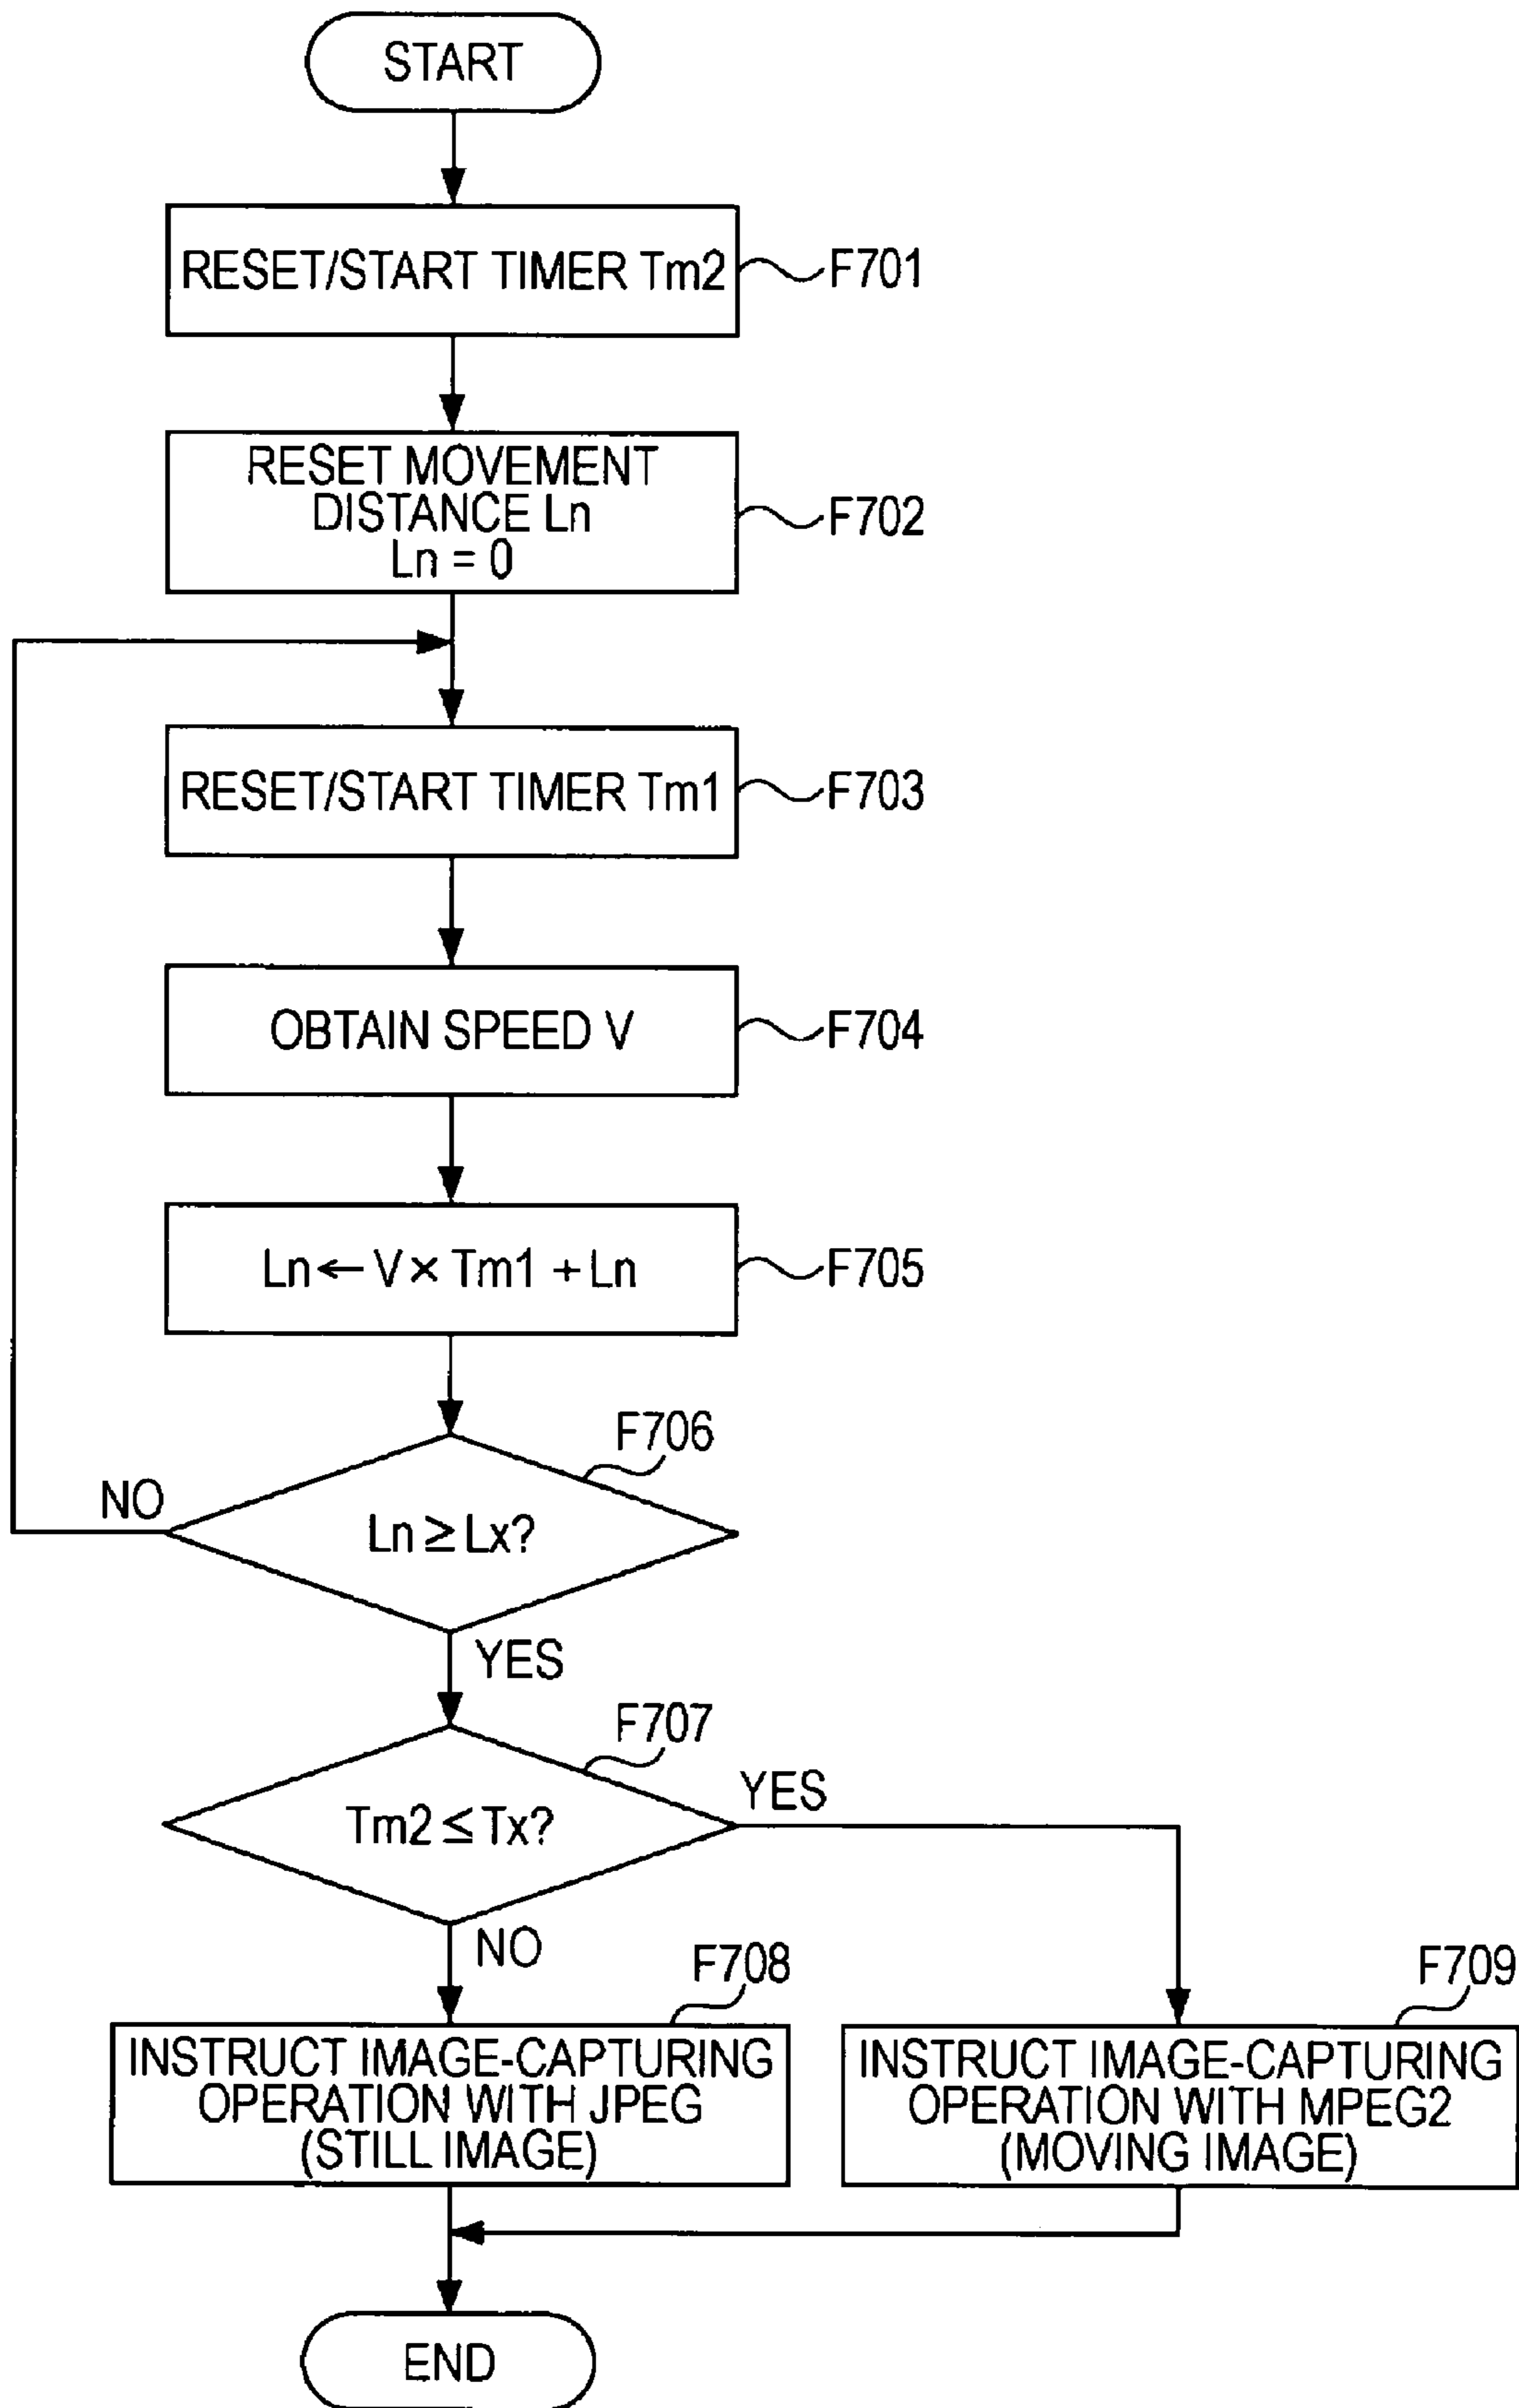 START
RESET/START TIMER Tm2
F701
RESET MOVEMENT
DISTANCE Ln
Ln = 0
F702
RESET/START TIMER Tm1
F703
OBTAIN SPEED V
F704
Ln ← V × Tm1 + Ln
F705
F706
NO
Ln ≥ Lx?
YES
F707
Tm2 ≤ Tx?
YES
NO
F708
INSTRUCT IMAGE-CAPTURING
OPERATION WITH JPEG
(STILL IMAGE)
F709
INSTRUCT IMAGE-CAPTURING
OPERATION WITH MPEG2
(MOVING IMAGE)
END